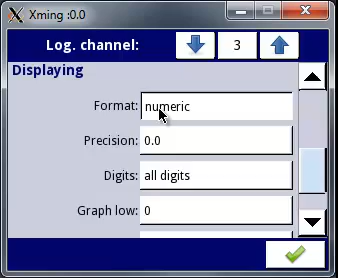 Xming :0.0
Log. channel: 3
Displaying
Format: numeric
Precision: 0.0
Digits: all digits
Graph low: 0